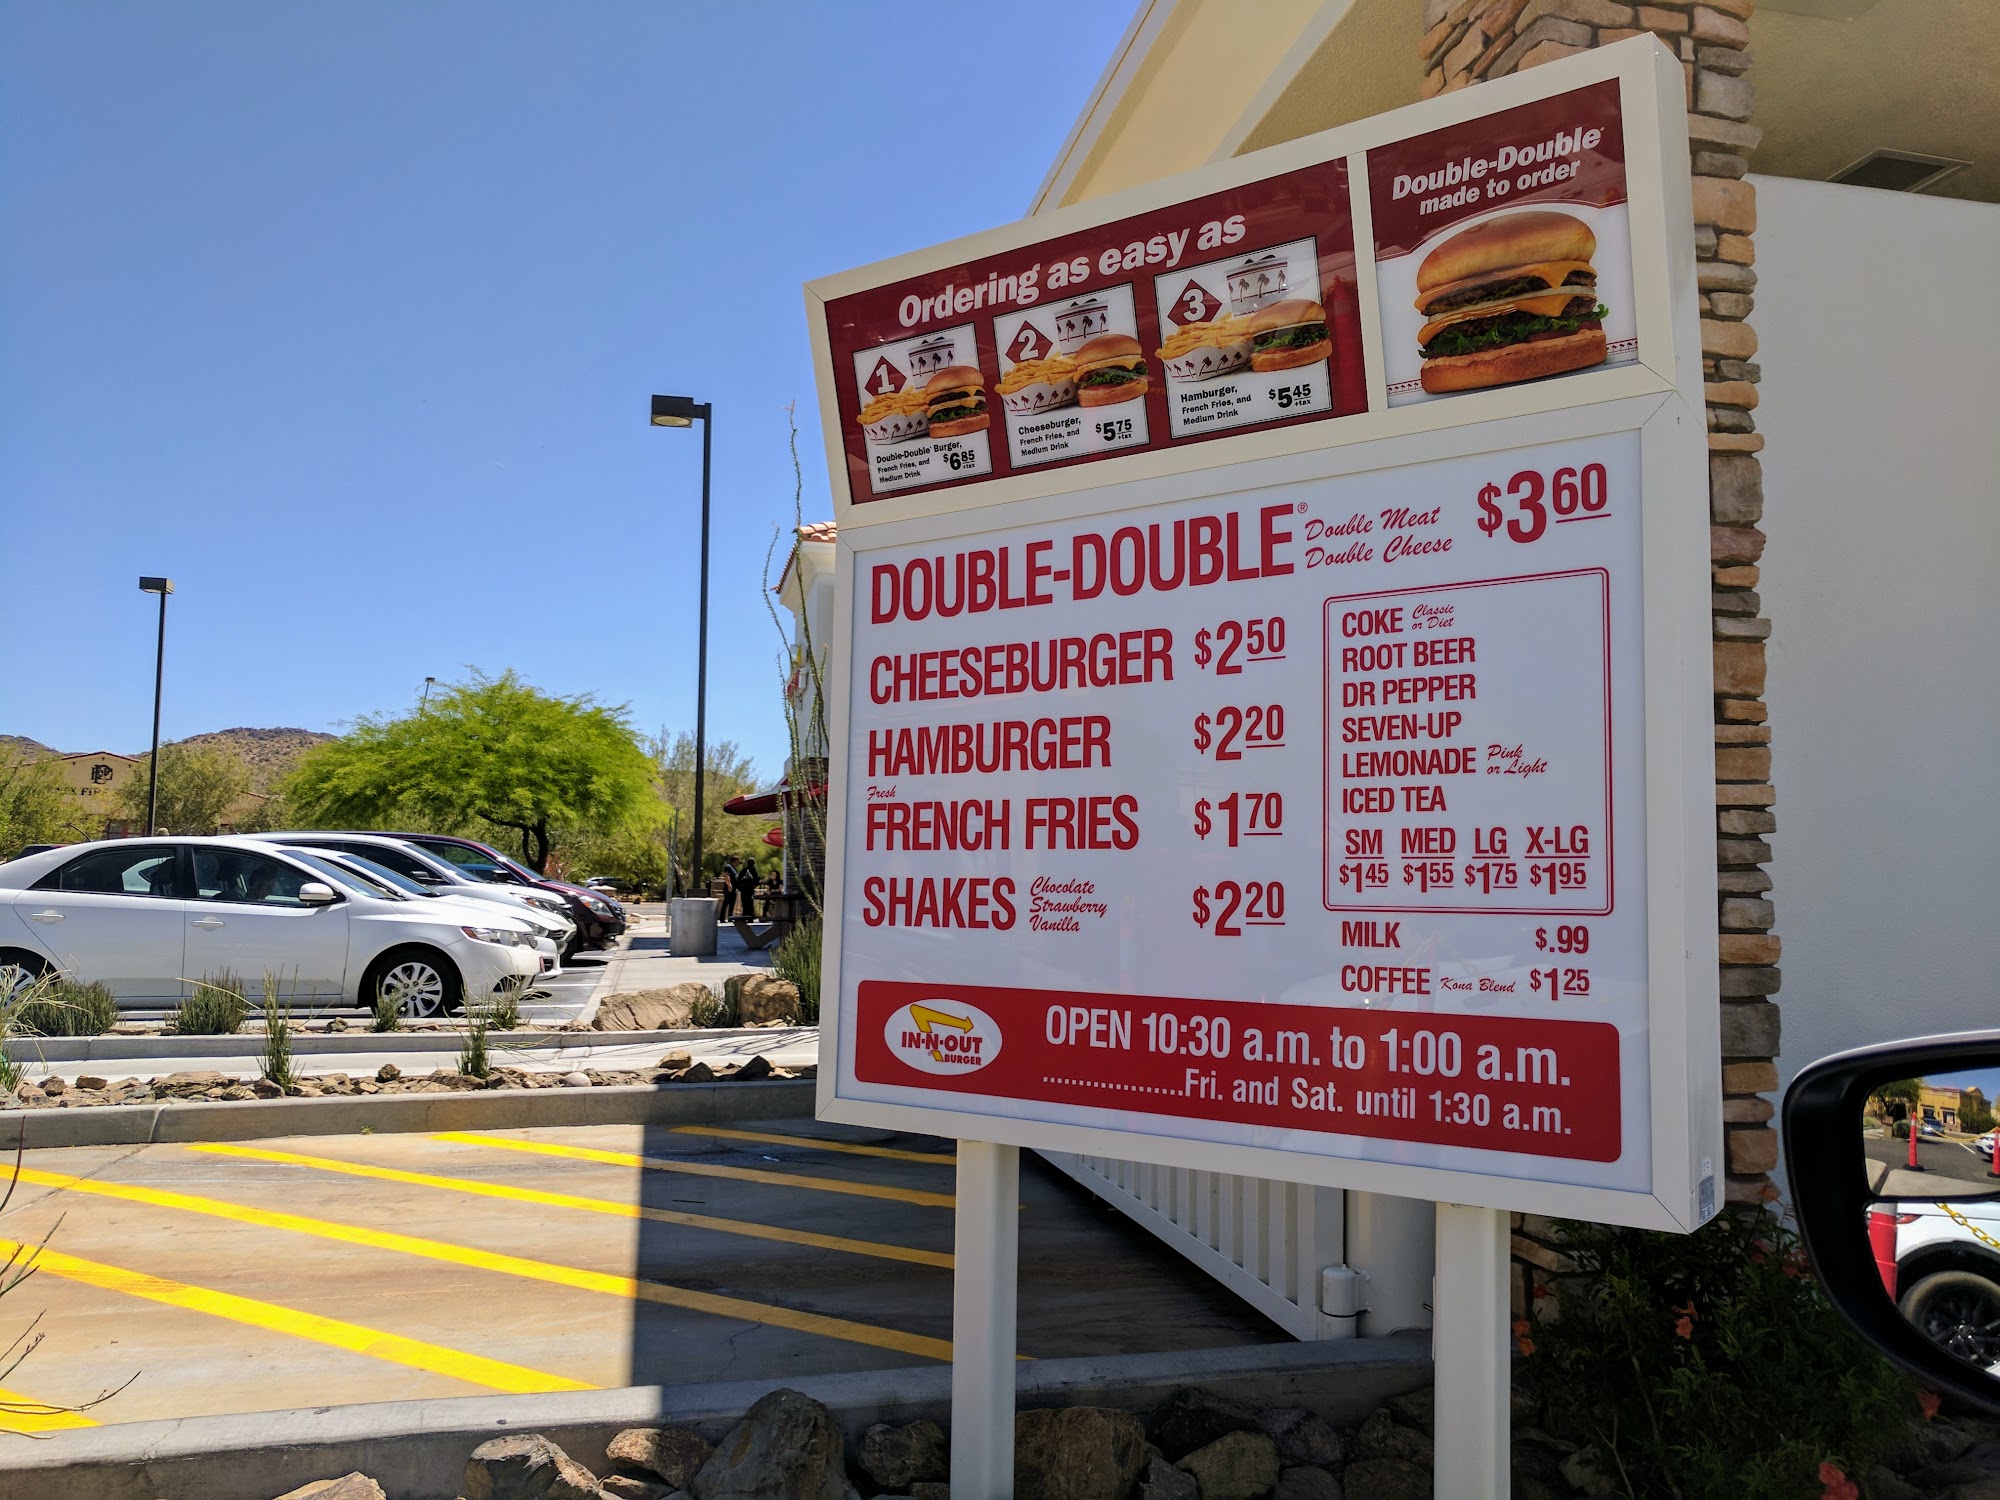 Ordering as easy as
1
Double-Double® Burger,
French Fries, and
Medium Drink
$6.85
+tax
2
Cheeseburger,
French Fries, and
Medium Drink
$5.75
+tax
3
Hamburger,
French Fries, and
Medium Drink
$5.45
+tax
Double-Double®
made to order
DOUBLE-DOUBLE® Double Meat Double Cheese $3 60
CHEESEBURGER $2 50
HAMBURGER $2 20
Fresh
FRENCH FRIES $1 70
SHAKES Chocolate Strawberry Vanilla $2 20
COKE Classic or Diet
ROOT BEER
DR PEPPER
SEVEN-UP
LEMONADE Pink or Light
ICED TEA
SM MED LG X-LG
$1 45 $1 55 $1 75 $1 95
MILK $.99
COFFEE Kona Blend $1 25
IN-N-OUT
BURGER
OPEN 10:30 a.m. to 1:00 a.m.
...................Fri. and Sat. until 1:30 a.m.